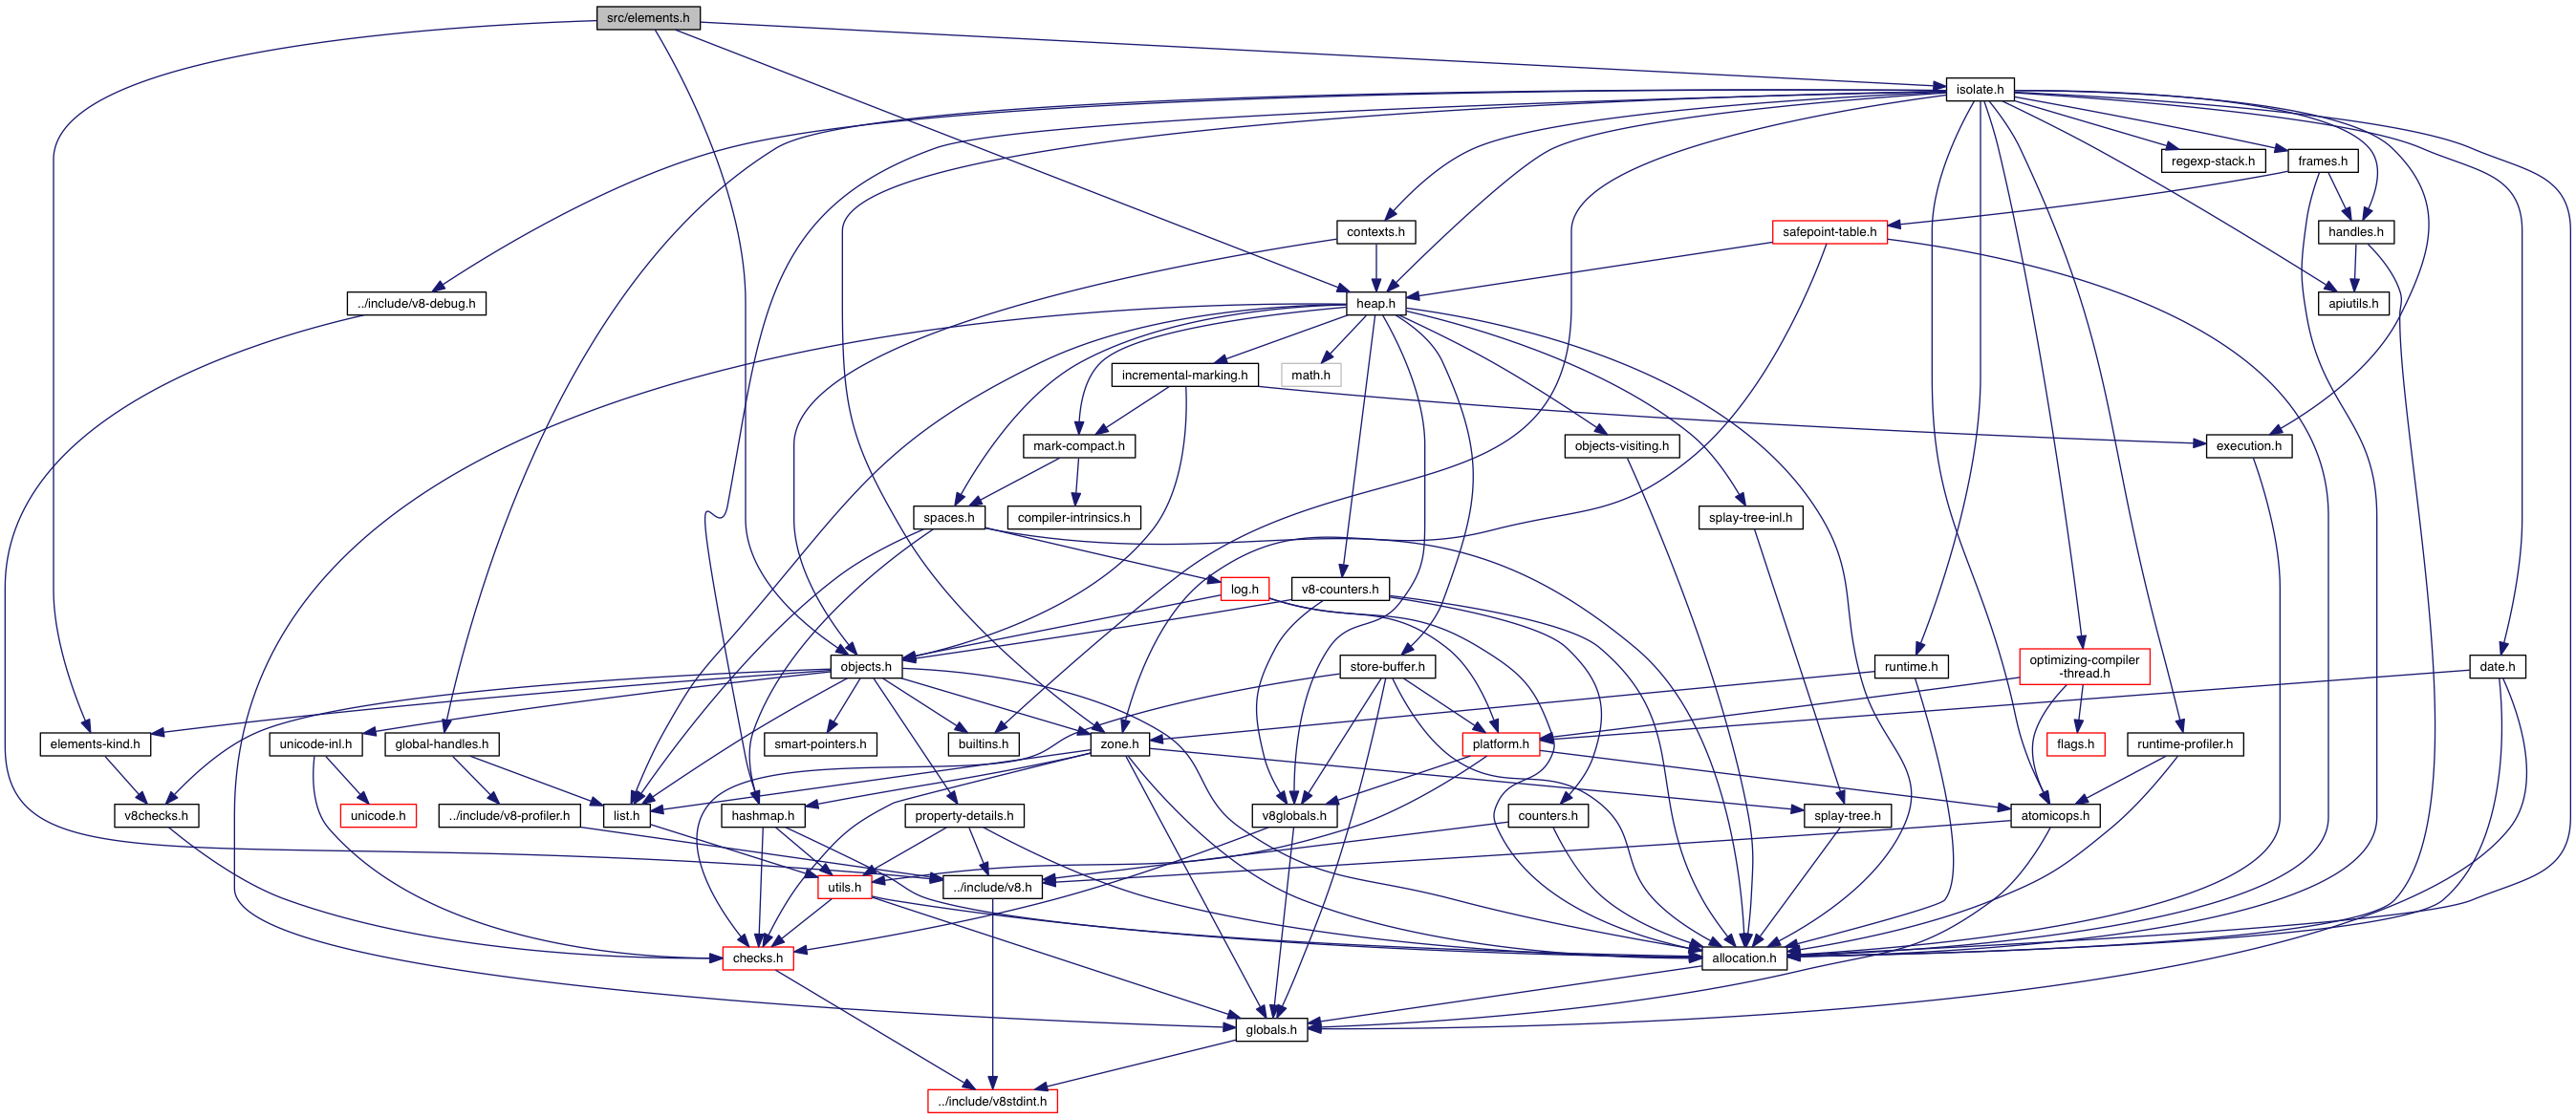 src/elements.h
isolate.h
regexp-stack.h
frames.h
contexts.h
safepoint-table.h
handles.h
../include/v8-debug.h
heap.h
apiutils.h
incremental-marking.h
math.h
mark-compact.h
objects-visiting.h
execution.h
spaces.h
compiler-intrinsics.h
splay-tree-inl.h
log.h
v8-counters.h
objects.h
store-buffer.h
runtime.h
optimizing-compiler
-thread.h
date.h
elements-kind.h
unicode-inl.h
global-handles.h
smart-pointers.h
builtins.h
zone.h
platform.h
flags.h
runtime-profiler.h
v8checks.h
unicode.h
../include/v8-profiler.h
list.h
hashmap.h
property-details.h
v8globals.h
counters.h
splay-tree.h
atomicops.h
utils.h
../include/v8.h
checks.h
allocation.h
globals.h
../include/v8stdint.h